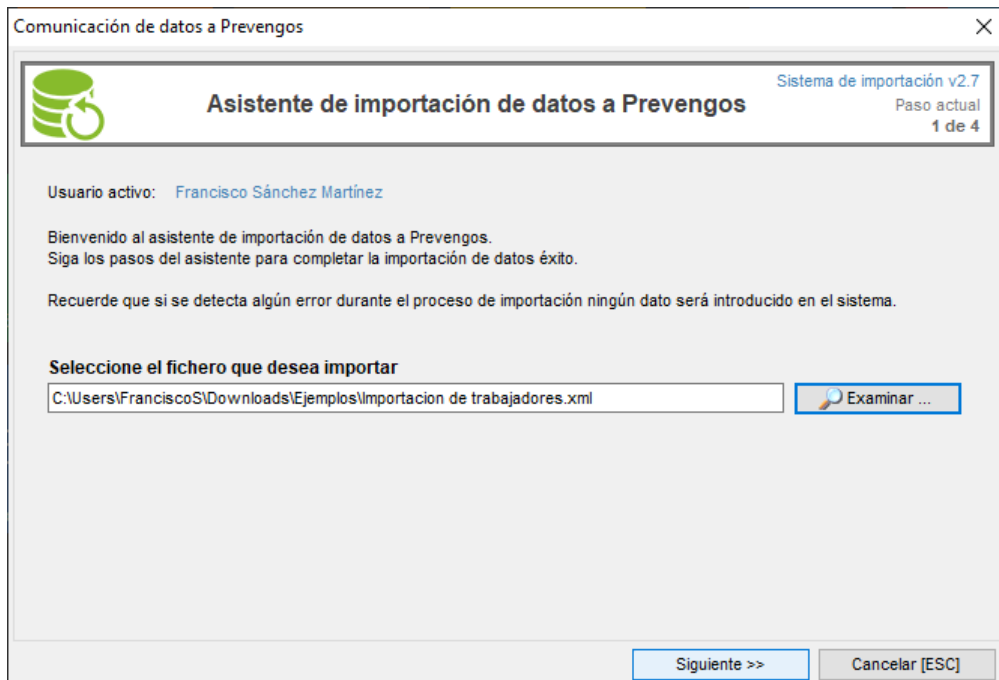 Comunicación de datos a Prevengos
Asistente de importación de datos a Prevengos
Sistema de importación v2.7
Paso actual
1 de 4
Usuario activo: Francisco Sánchez Martínez
Bienvenido al asistente de importación de datos a Prevengos.
Siga los pasos del asistente para completar la importación de datos éxito.
Recuerde que si se detecta algún error durante el proceso de importación ningún dato será introducido en el sistema.
Seleccione el fichero que desea importar
C:\Users\FranciscoS\Downloads\Ejemplos\Importacion de trabajadores.xml
Examinar ...
Siguiente >>
Cancelar [ESC]